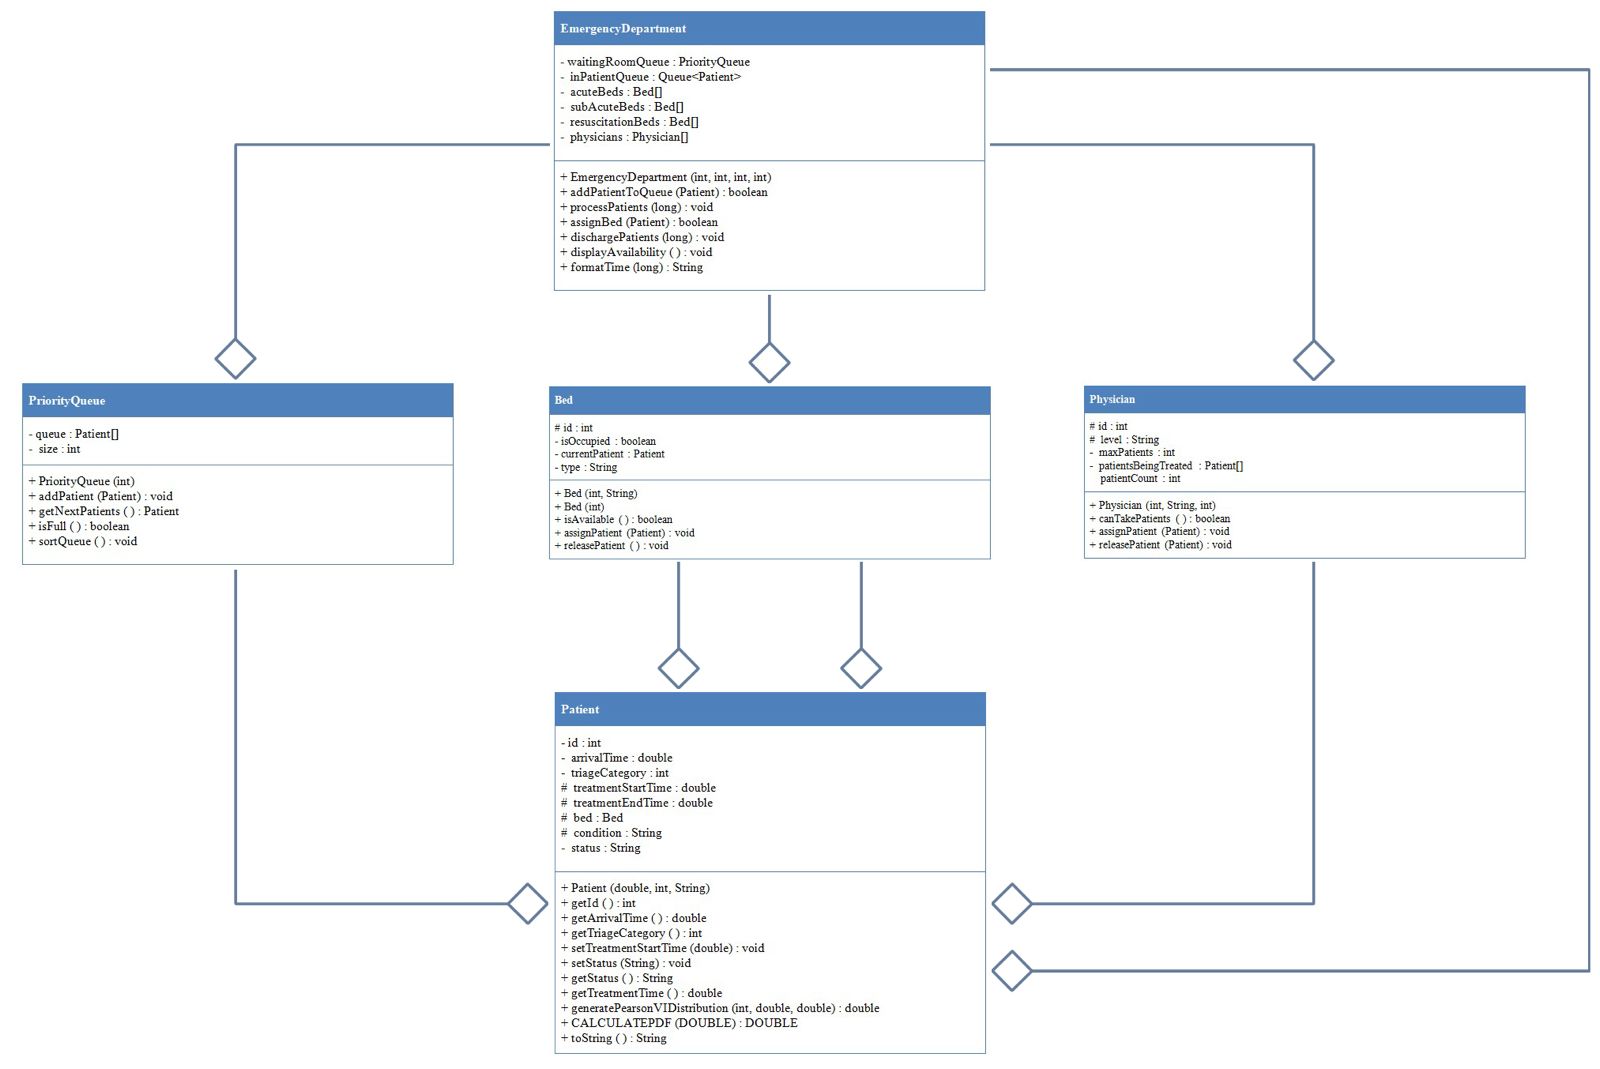 EmergencyDepartment
- waitingRoomQueue : PriorityQueue
- inPatientQueue : Queue<Patient>
- acuteBeds : Bed[]
- subAcuteBeds : Bed[]
- resuscitationBeds : Bed[]
- physicians : Physician[]
+ EmergencyDepartment (int, int, int, int)
+ addPatientToQueue (Patient) : boolean
+ processPatients (long) : void
+ assignBed (Patient) : boolean
+ dischargePatients (long) : void
+ displayAvailability ( ) : void
+ formatTime (long) : String
PriorityQueue
- queue : Patient[]
- size : int
+ PriorityQueue (int)
+ addPatient (Patient) : void
+ getNextPatients ( ) : Patient
+ isFull ( ) : boolean
+ sortQueue ( ) : void
Bed
# id : int
- isOccupied : boolean
- currentPatient : Patient
- type : String
+ Bed (int, String)
+ Bed (int)
+ isAvailable ( ) : boolean
+ assignPatient (Patient) : void
+ releasePatient ( ) : void
Physician
# id : int
# level : String
- maxPatients : int
- patientsBeingTreated : Patient[]
patientCount : int
+ Physician (int, String, int)
+ canTakePatients ( ) : boolean
+ assignPatient (Patient) : void
+ releasePatient (Patient) : void
Patient
- id : int
- arrivalTime : double
- triageCategory : int
# treatmentStartTime : double
# treatmentEndTime : double
# bed : Bed
# condition : String
- status : String
+ Patient (double, int, String)
+ getId ( ) : int
+ getArrivalTime ( ) : double
+ getTriageCategory ( ) : int
+ setTreatmentStartTime (double) : void
+ setStatus (String) : void
+ getStatus ( ) : String
+ getTreatmentTime ( ) : double
+ generatePearsonVIDistribution (int, double, double) : double
+ CALCULATEPDF (DOUBLE) : DOUBLE
+ toString ( ) : String